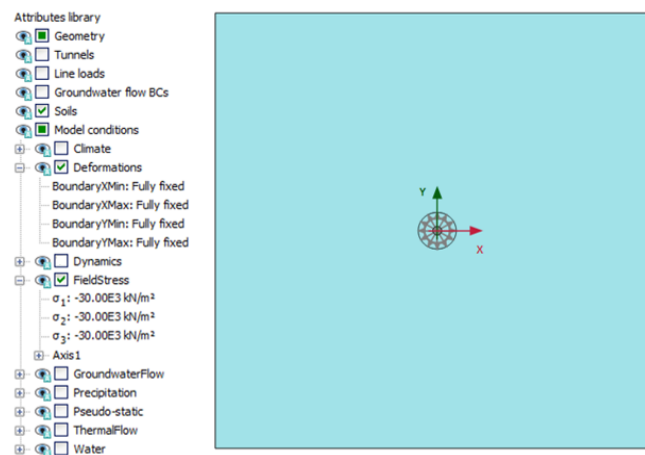 Attributes library
Geometry
Tunnels
Line loads
Groundwater flow BCs
Soils
Model conditions
Climate
Deformations
BoundaryXMin: Fully fixed
BoundaryXMax: Fully fixed
BoundaryYMin: Fully fixed
BoundaryYMax: Fully fixed
Dynamics
FieldStress
σ₁: -30.00E3 kN/m²
σ₂: -30.00E3 kN/m²
σ₃: -30.00E3 kN/m²
Axis1
GroundwaterFlow
Precipitation
Pseudo-static
ThermalFlow
Water
Y
X